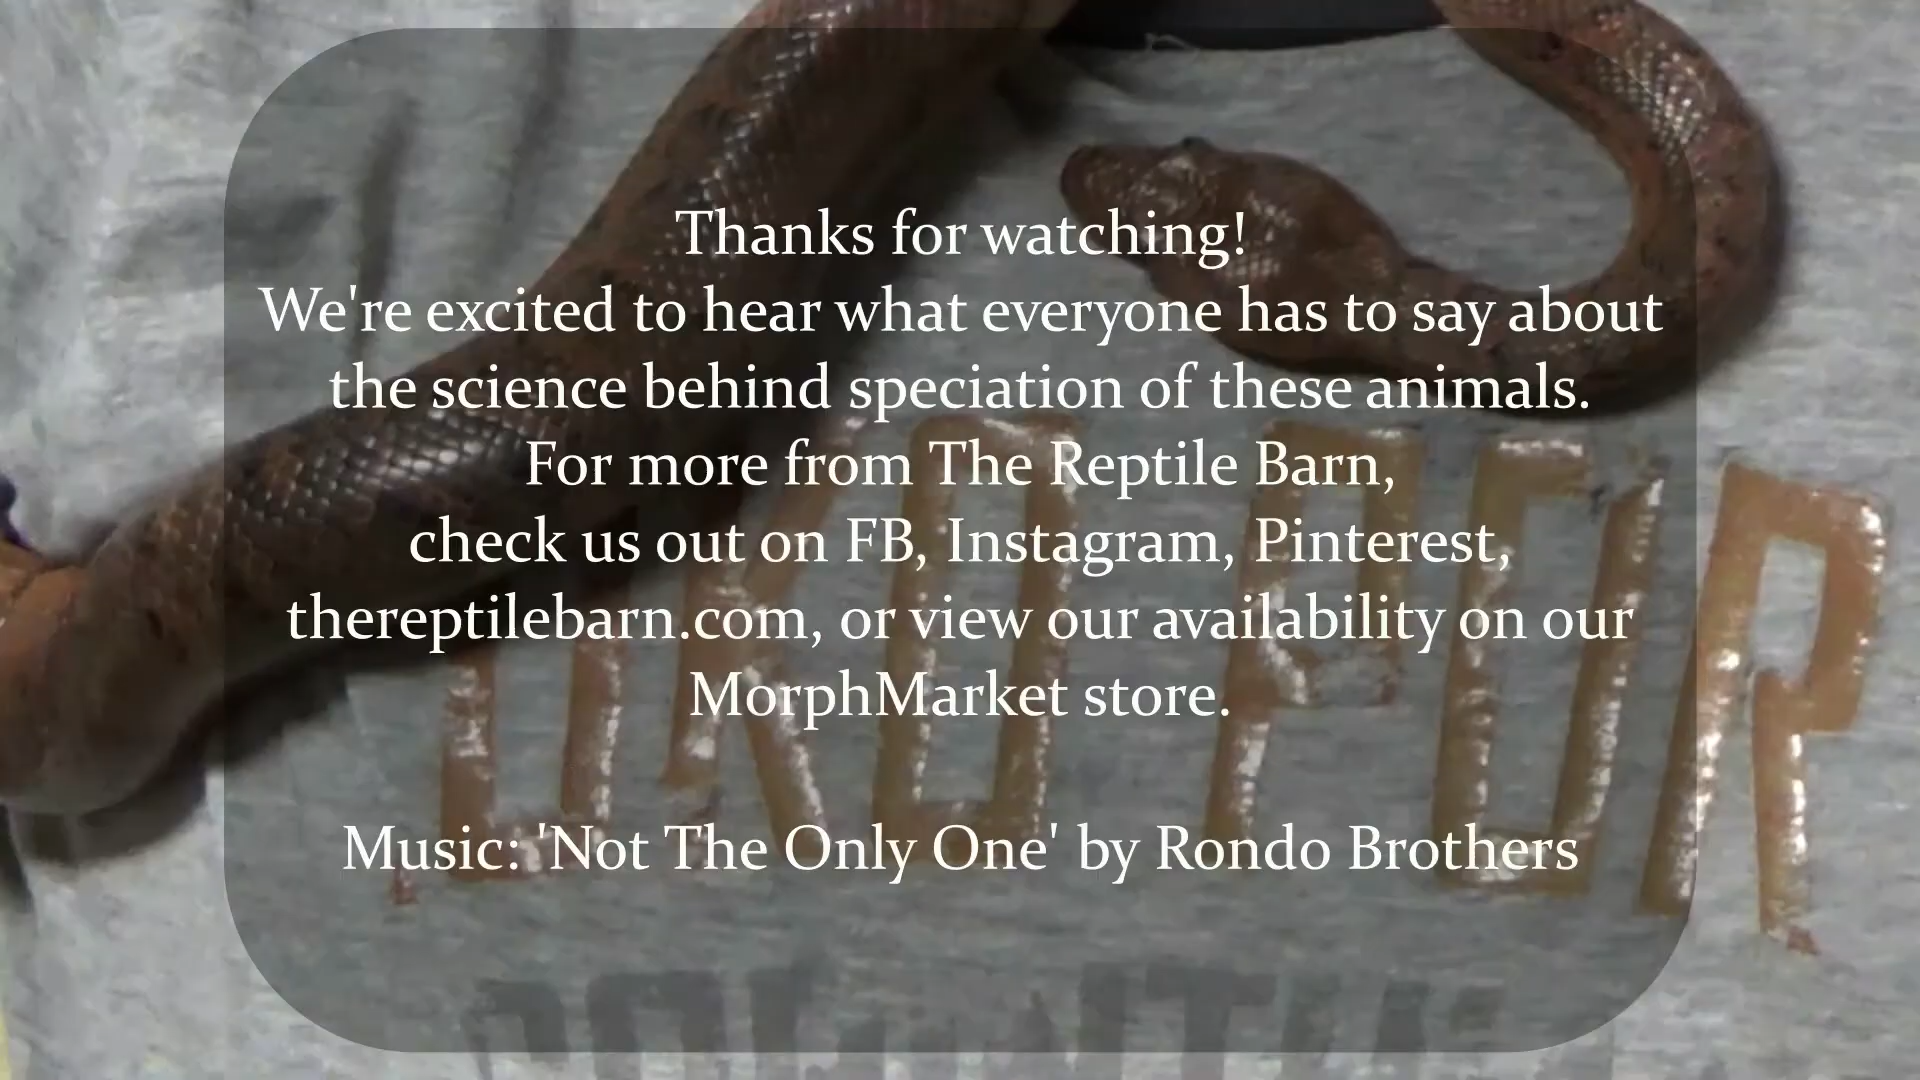 Thanks for watching!
We're excited to hear what everyone has to say about
the science behind speciation of these animals.
For more from The Reptile Barn,
check us out on FB, Instagram, Pinterest,
thereptilebarn.com, or view our availability on our
MorphMarket store.
Music: 'Not The Only One' by Rondo Brothers